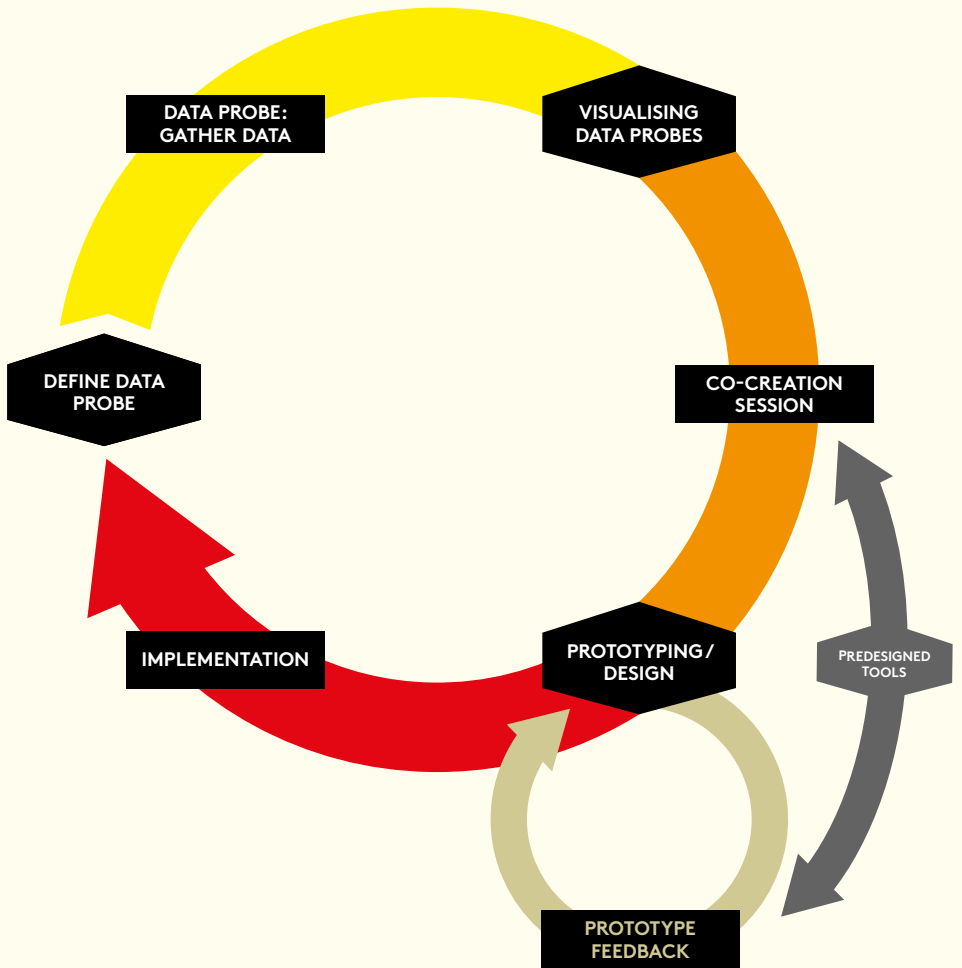 DATA PROBE:
GATHER DATA
VISUALISING
DATA PROBES
DEFINE DATA
PROBE
CO-CREATION
SESSION
IMPLEMENTATION
PROTOTYPING/
DESIGN
PREDESIGNED
TOOLS
PROTOTYPE
FEEDBACK